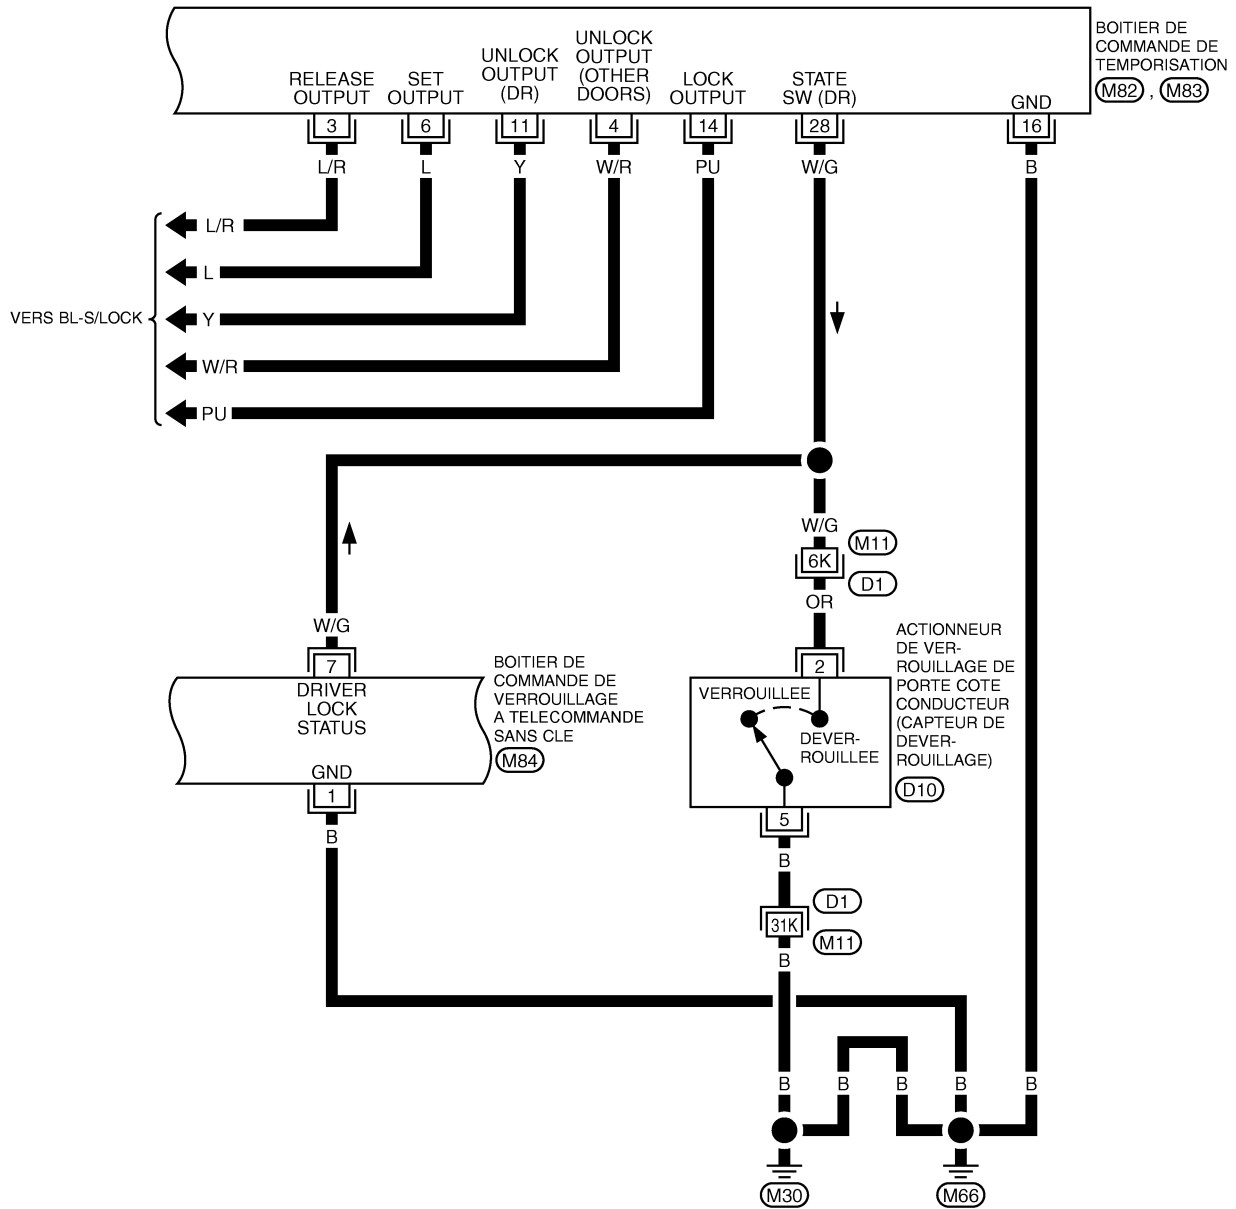 BOITIER DE
COMMANDE DE
TEMPORISATION
M82 , M83
RELEASE
OUTPUT
SET
OUTPUT
UNLOCK
OUTPUT
(DR)
UNLOCK
OUTPUT
(OTHER
DOORS)
LOCK
OUTPUT
STATE
SW (DR)
GND
3 6 11 4 14 28 16
L/R L Y W/R PU W/G B
L/R
L
VERS BL-S/LOCK
Y
W/R
PU
W/G
M11
6K
D1
OR
W/G
7
DRIVER
LOCK
STATUS
GND
1
B
BOITIER DE
COMMANDE DE
VERROUILLAGE
A TELECOMMANDE
SANS CLE
M84
2
VERROUILLEE
DEVER-
ROUILLEE
5
B
ACTIONNEUR
DE VER-
ROUILLAGE DE
PORTE COTE
CONDUCTEUR
(CAPTEUR DE
DEVER-
ROUILLAGE)
D10
D1
31K
M11
B
B B B B B
M30 M66